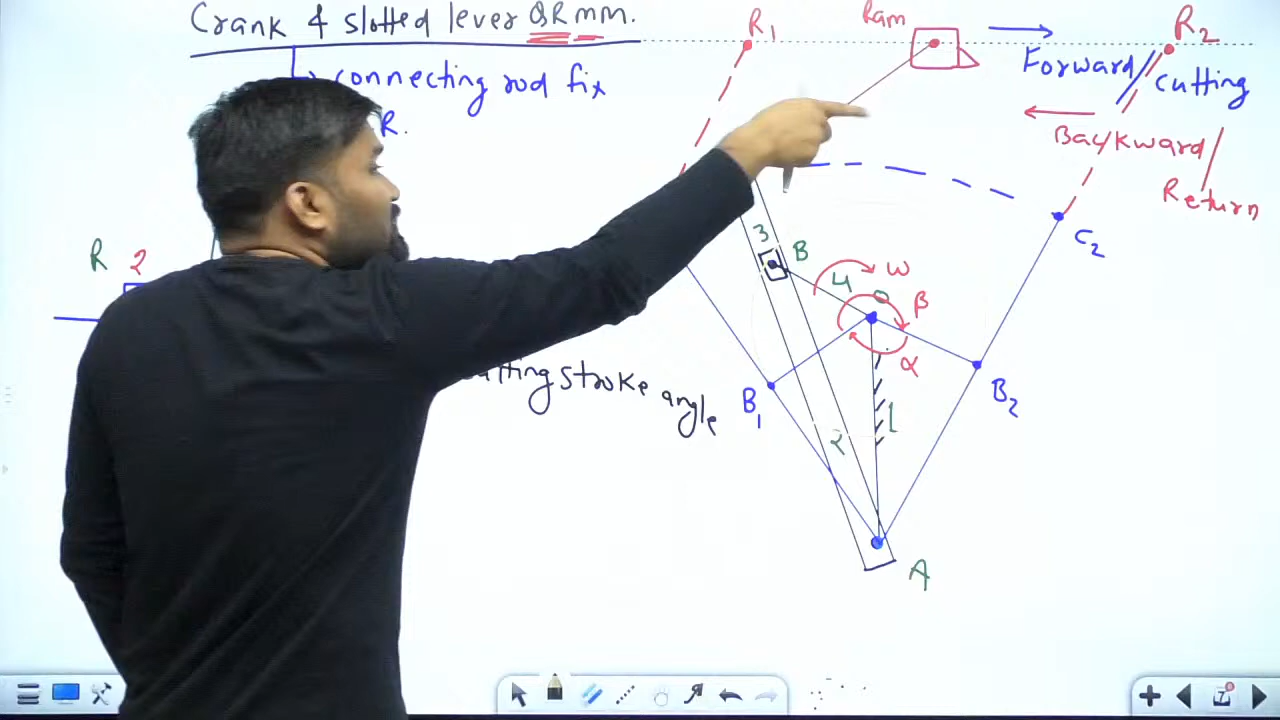 Crank & slotted lever QRmm.
connecting rod fix
R.
R 2
stroke angle
R1
Ram
R2
Forward / cutting
Backward / Return
C2
3
B
4
ω
O
β
α
B1
B2
1
2
A
7